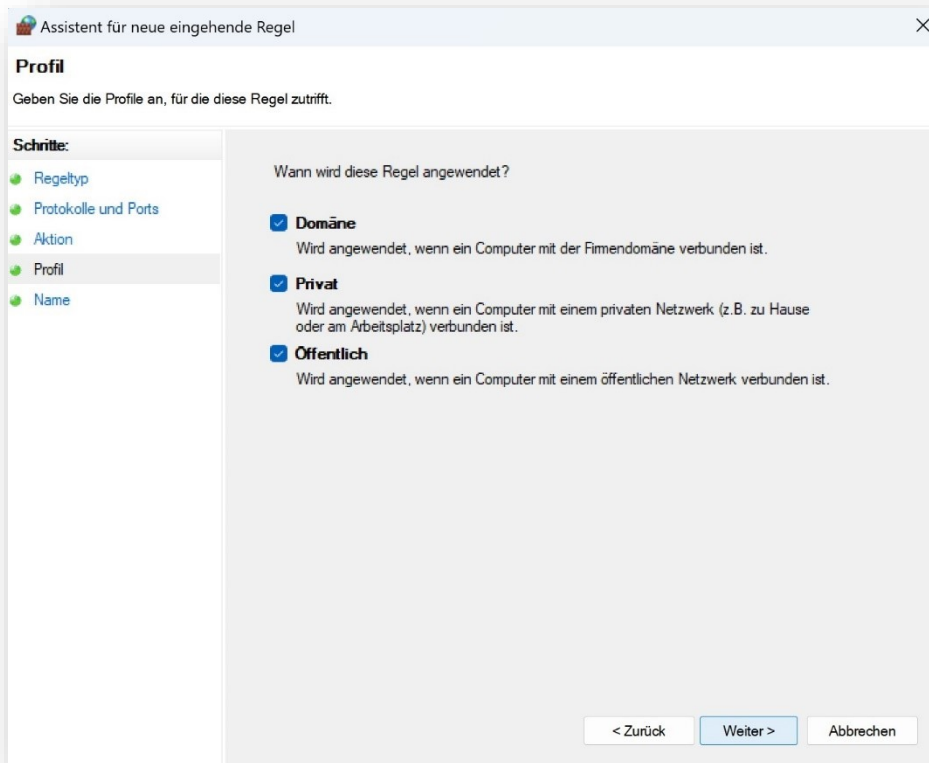 Assistent für neue eingehende Regel
Profil
Geben Sie die Profile an, für die diese Regel zutrifft.
Schritte:
Regeltyp
Protokolle und Ports
Aktion
Profil
Name
Wann wird diese Regel angewendet?
Domäne
Wird angewendet, wenn ein Computer mit der Firmendomäne verbunden ist.
Privat
Wird angewendet, wenn ein Computer mit einem privaten Netzwerk (z.B. zu Hause
oder am Arbeitsplatz) verbunden ist.
Öffentlich
Wird angewendet, wenn ein Computer mit einem öffentlichen Netzwerk verbunden ist.
< Zurück
Weiter >
Abbrechen